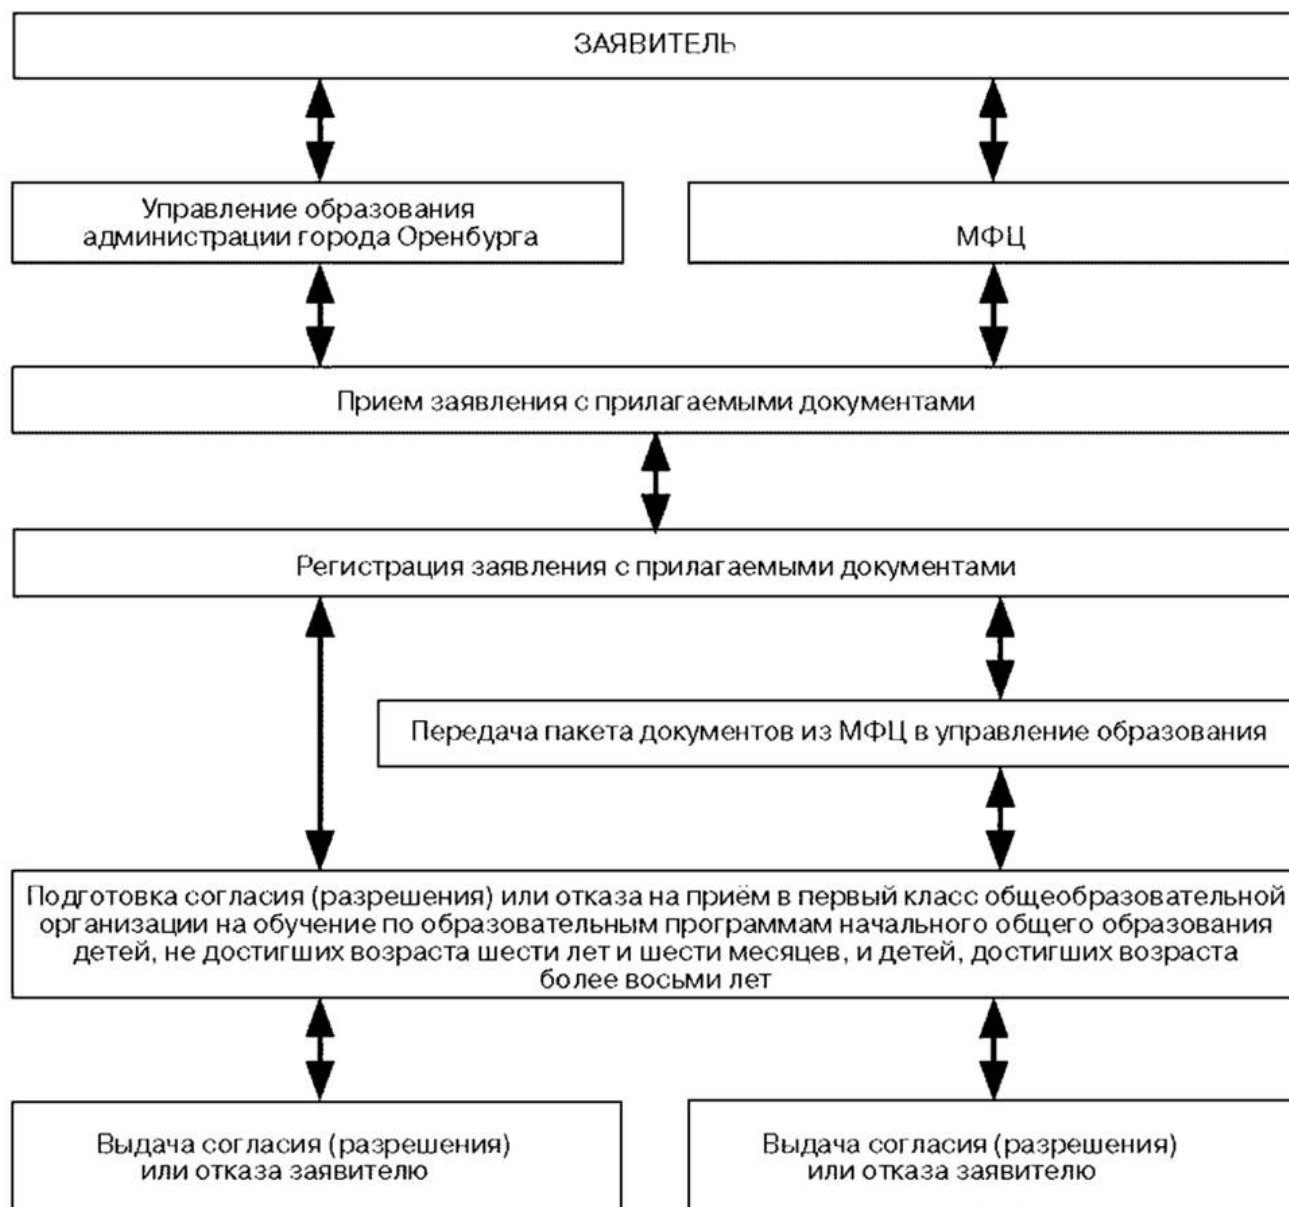 ЗАЯВИТЕЛЬ
Управление образования
администрации города Оренбурга
МФЦ
Прием заявления с прилагаемыми документами
Регистрация заявления с прилагаемыми документами
Передача пакета документов из МФЦ в управление образования
Подготовка согласия (разрешения) или отказа на приём в первый класс общеобразовательной
организации на обучение по образовательным программам начального общего образования
детей, не достигших возраста шести лет и шести месяцев, и детей, достигших возраста
более восьми лет
Выдача согласия (разрешения)
или отказа заявителю
Выдача согласия (разрешения)
или отказа заявителю